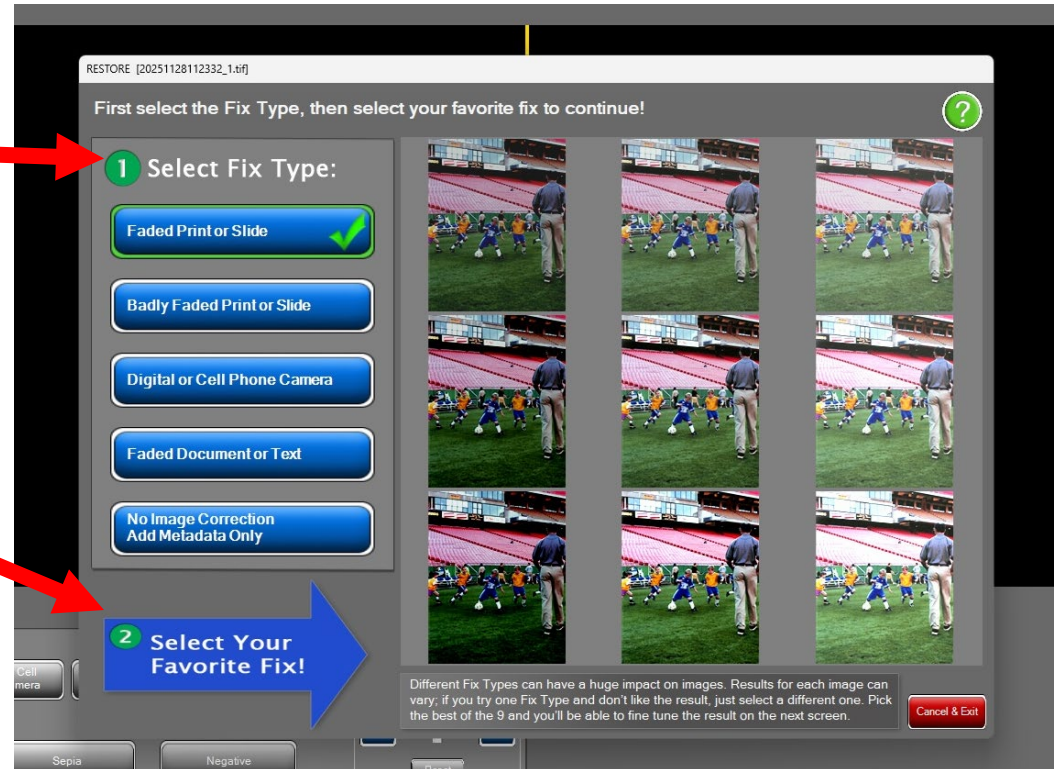 RESTORE [20251128112332_1.tif]
First select the Fix Type, then select your favorite fix to continue!
?
1 Select Fix Type:
Faded Print or Slide
Badly Faded Print or Slide
Digital or Cell Phone Camera
Faded Document or Text
No Image Correction
Add Metadata Only
2 Select Your
Favorite Fix!
Different Fix Types can have a huge impact on images. Results for each image can
vary; if you try one Fix Type and don't like the result, just select a different one. Pick
the best of the 9 and you'll be able to fine tune the result on the next screen.
Cancel & Exit
Cell
mera
Sepia
Negative